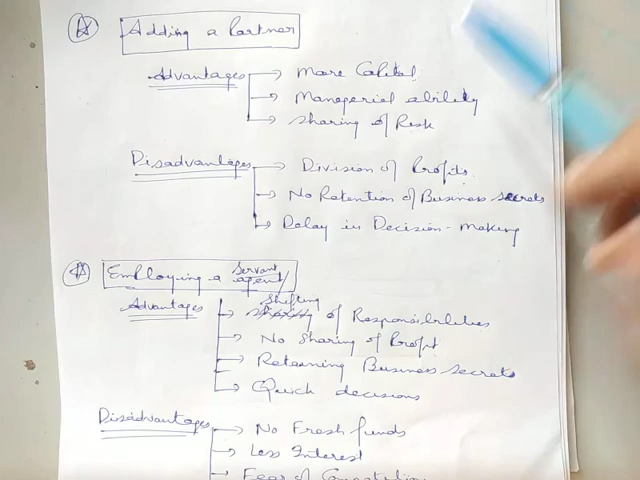 Adding a Partner
Advantages
More Capital
Managerial ability
Sharing of Risk
Disadvantages
Division of Profits.
No Retention of Business secrets
Delay in Decision-making
Employing a servant/agent
Advantages
Shifting of Responsibilities
No Sharing of Profit
Retaining Business secrets
Quick decisions
Disadvantages
No Fresh funds
Less Interest
Fear of